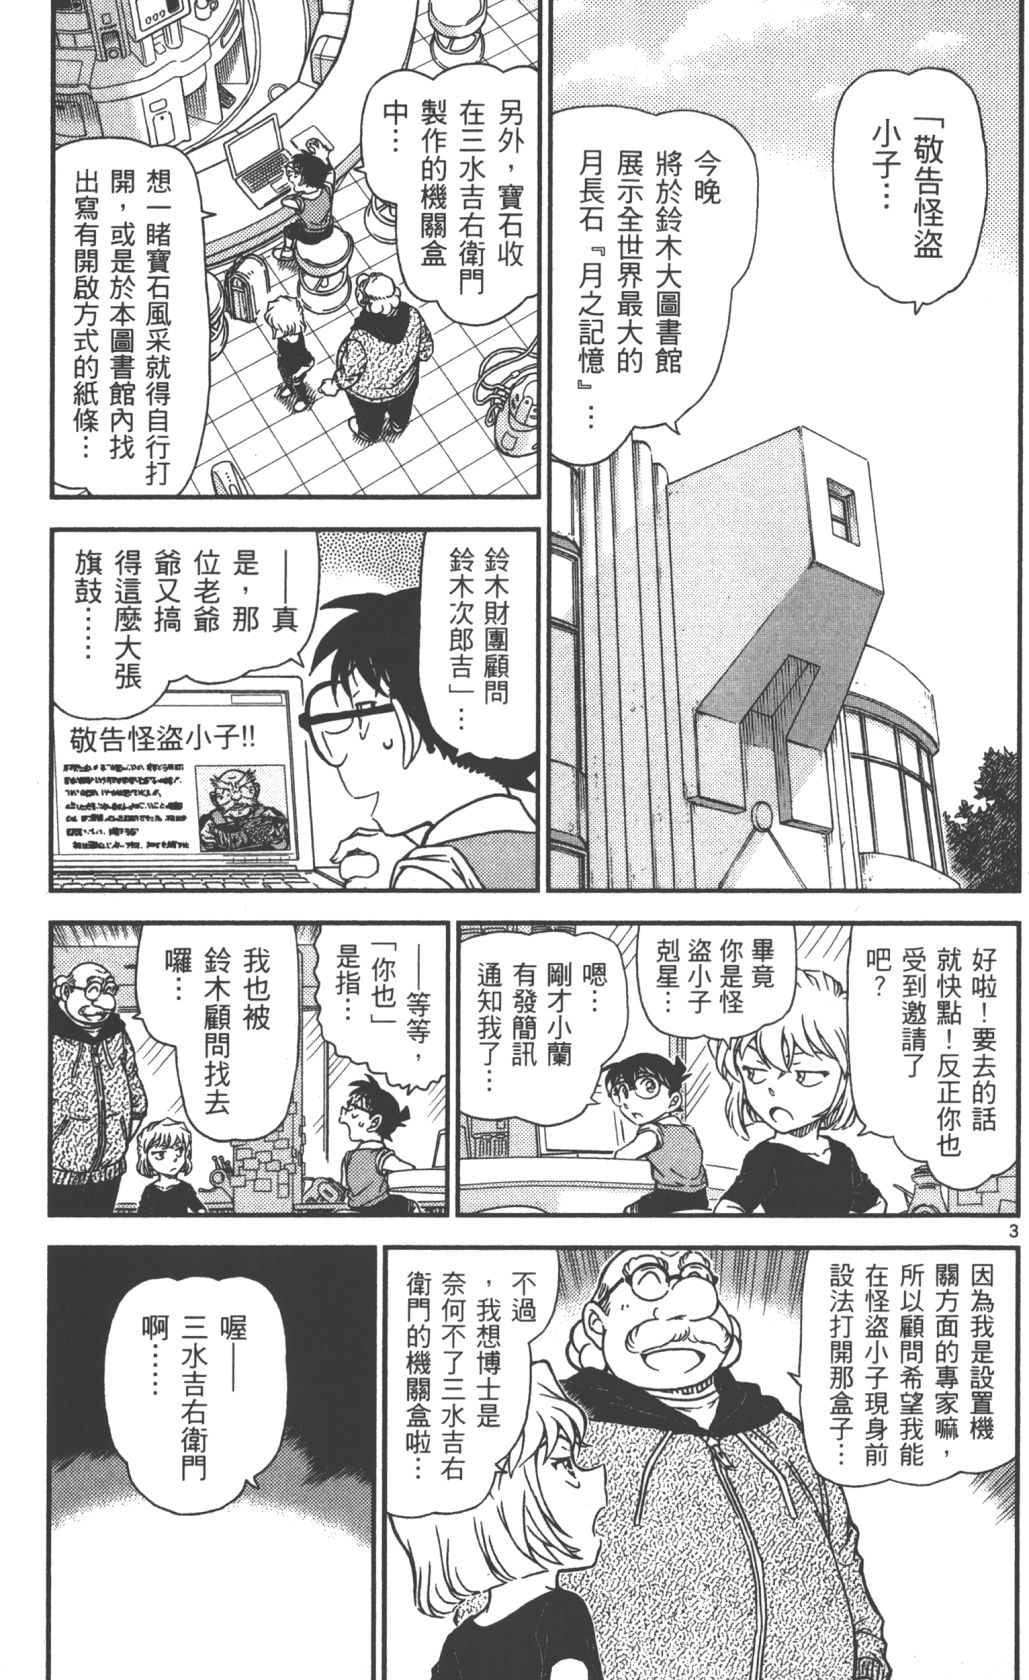 「敬告怪盜
小子…
今晚
將於鈴木大圖書館
展示全世界最大的
月長石『月之記憶』…
另外，寶石收
在三水吉右衛門
製作的機關盒
中…
想一睹寶石風采就得自行打
開，或是於本圖書館內找
出寫有開啟方式的紙條…
鈴木財團顧問
鈴木次郎吉」…
——真
是，那
位老爺
爺又搞
得這麼大張
旗鼓……
敬告怪盜小子!!
好啦！要去的話
就快點！反正你也
受到邀請了
吧？
畢竟
你是怪
盜小子
剋星…
嗯…
剛才小蘭
有發簡訊
通知我了…
——等等，
「你也」
是指…
我也被
鈴木顧問找去
囉…
3
因為我是設置機
關方面的專家嘛，
所以顧問希望我能
在怪盜小子現身前
設法打開那盒子…
不過
，我想博士是
奈何不了三水吉右
衛門的機關盒啦…
喔——
三水吉右衛門
啊……